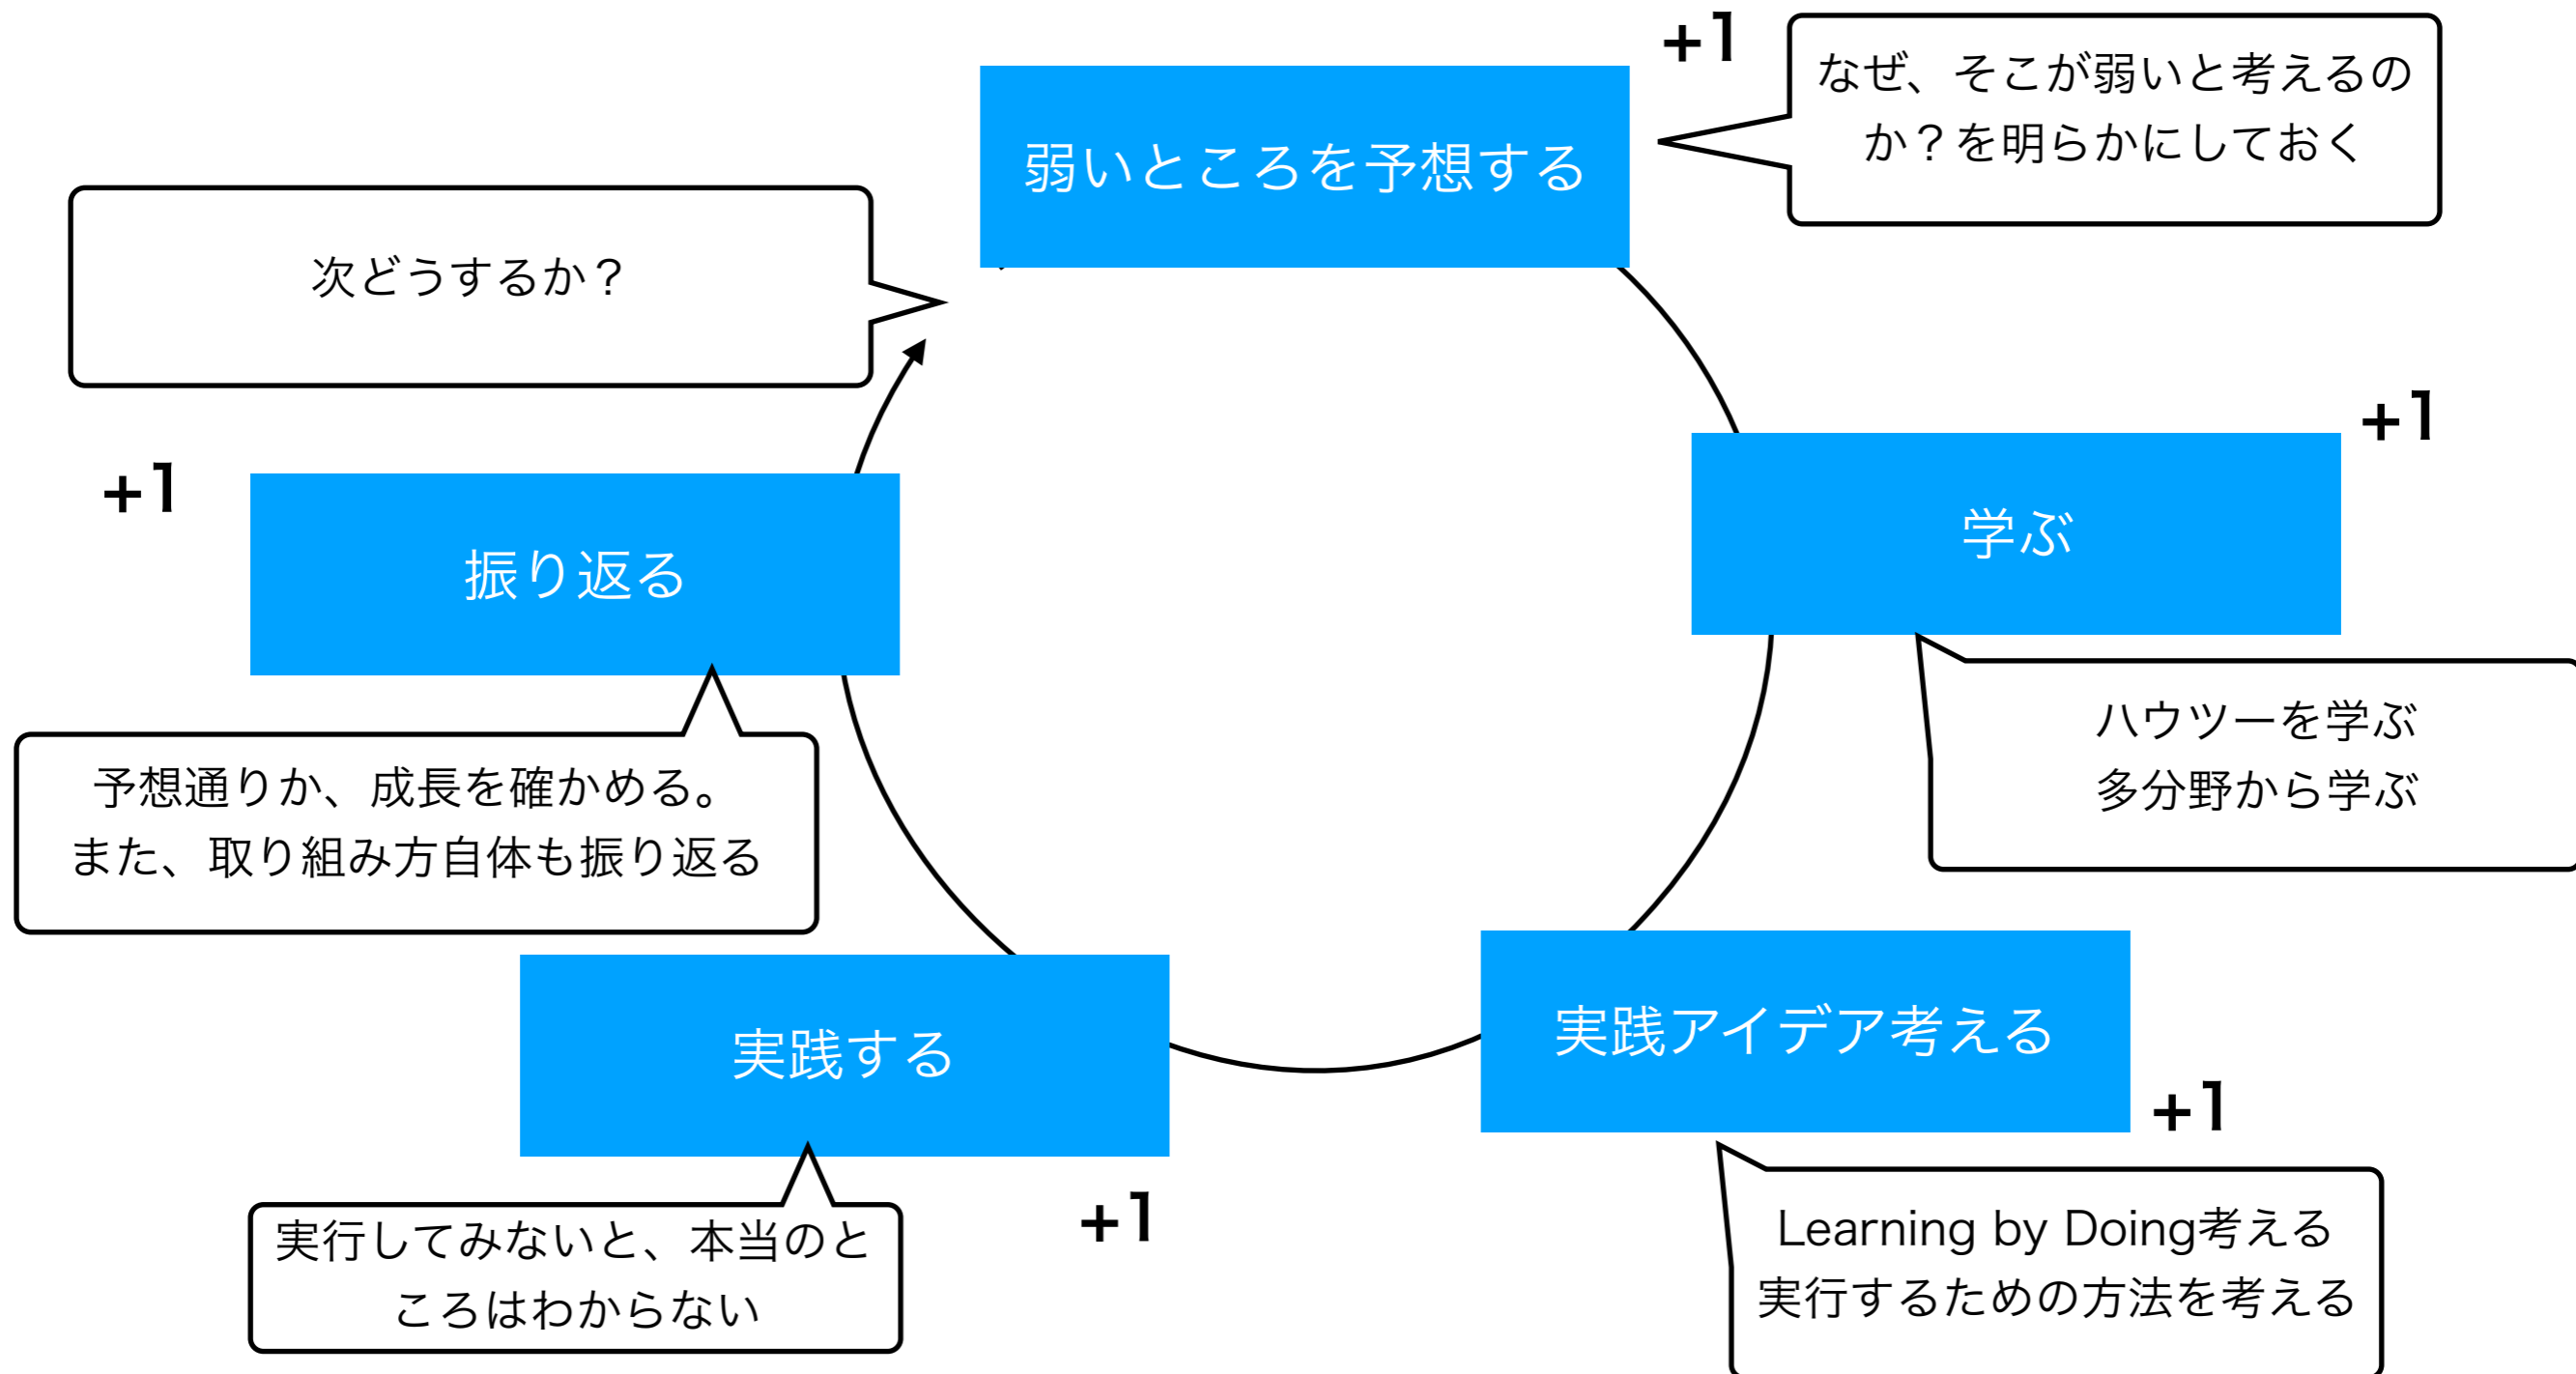 +1
弱いところを予想する
なぜ、そこが弱いと考えるの
か？を明らかにしておく
+1
学ぶ
ハウツーを学ぶ
多分野から学ぶ
実践アイデア考える
+1
Learning by Doing考える
実行するための方法を考える
実践する
+1
実行してみないと、本当のと
ころはわからない
+1
振り返る
予想通りか、成長を確かめる。
また、取り組み方自体も振り返る
次どうするか？